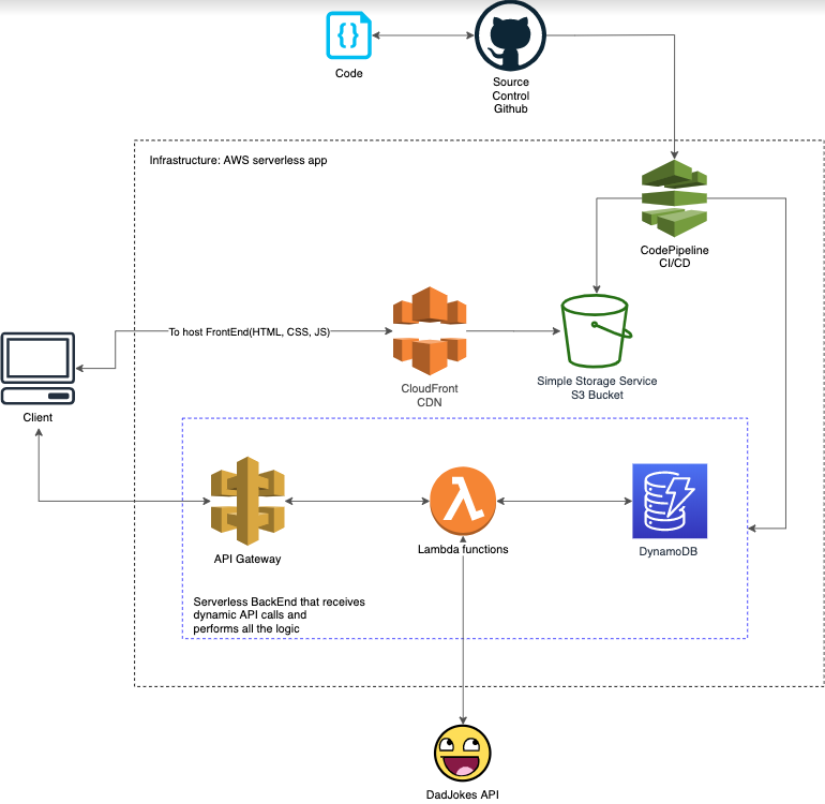 Code
Source
Control
Github
Infrastructure: AWS serverless app
CodePipeline
CI/CD
To host FrontEnd(HTML, CSS, JS)
CloudFront
CDN
Simple Storage Service
S3 Bucket
Client
API Gateway
Lambda functions
DynamoDB
Serverless BackEnd that receives
dynamic API calls and
performs all the logic
DadJokes API